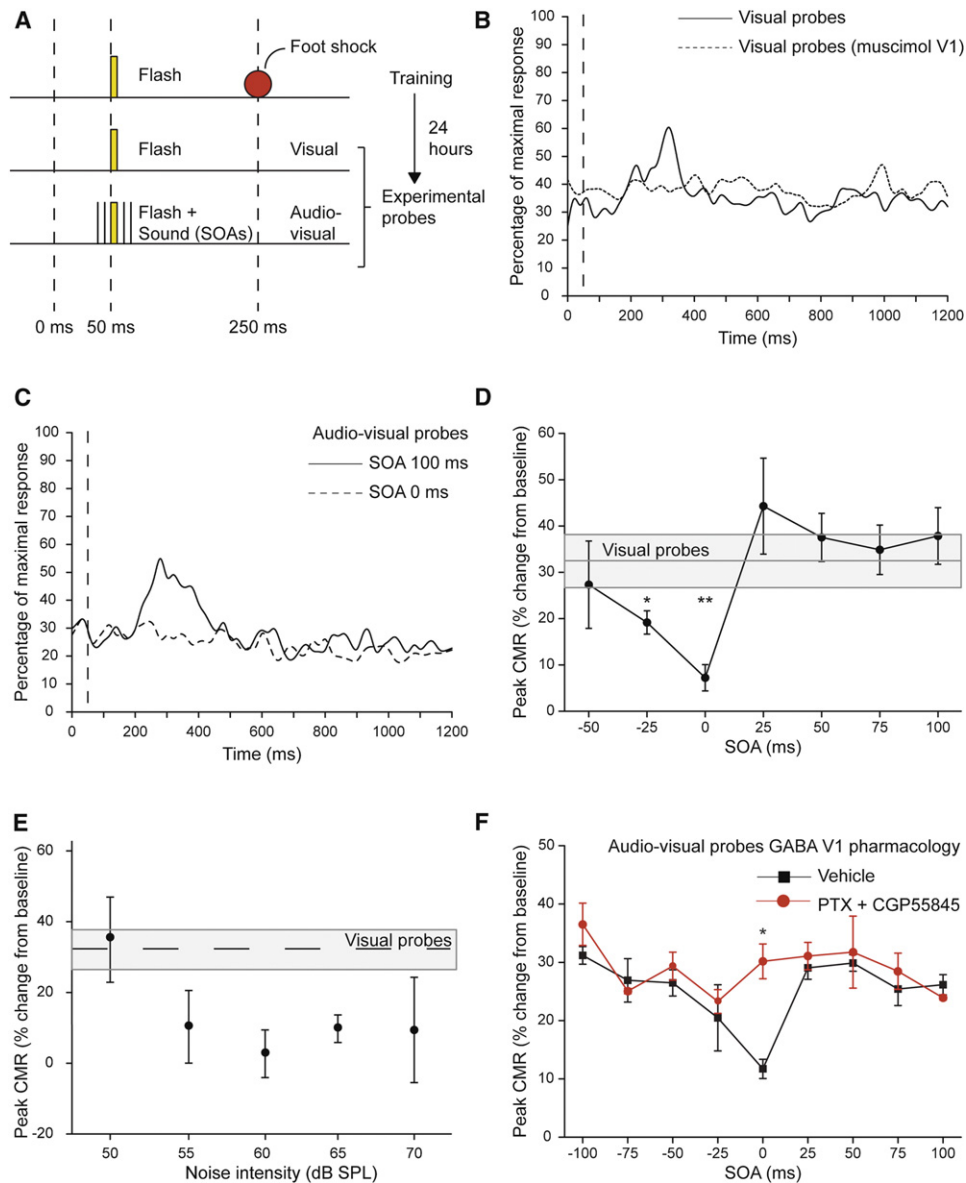 A
Foot shock
Flash
Training
24
hours
Flash
Visual
Experimental
probes
Flash +
Sound (SOAs)
Audio-
visual
0 ms
50 ms
250 ms
B
Visual probes
Visual probes (muscimol V1)
Percentage of maximal response
100
90
80
70
60
50
40
30
20
10
0
0 200 400 600 800 1000 1200
Time (ms)
C
Audio-visual probes
SOA 100 ms
SOA 0 ms
Percentage of maximal response
100
90
80
70
60
50
40
30
20
10
0
0 200 400 600 800 1000 1200
Time (ms)
D
Peak CMR (% change from baseline)
60
50
40
30
20
10
0
Visual probes
*
**
-50 -25 0 25 50 75 100
SOA (ms)
E
Peak CMR (% change from baseline)
60
40
20
0
-20
Visual probes
50 55 60 65 70
Noise intensity (dB SPL)
F
Audio-visual probes GABA V1 pharmacology
Vehicle
PTX + CGP55845
Peak CMR (% change from baseline)
50
40
30
20
10
0
*
-100 -75 -50 -25 0 25 50 75 100
SOA (ms)